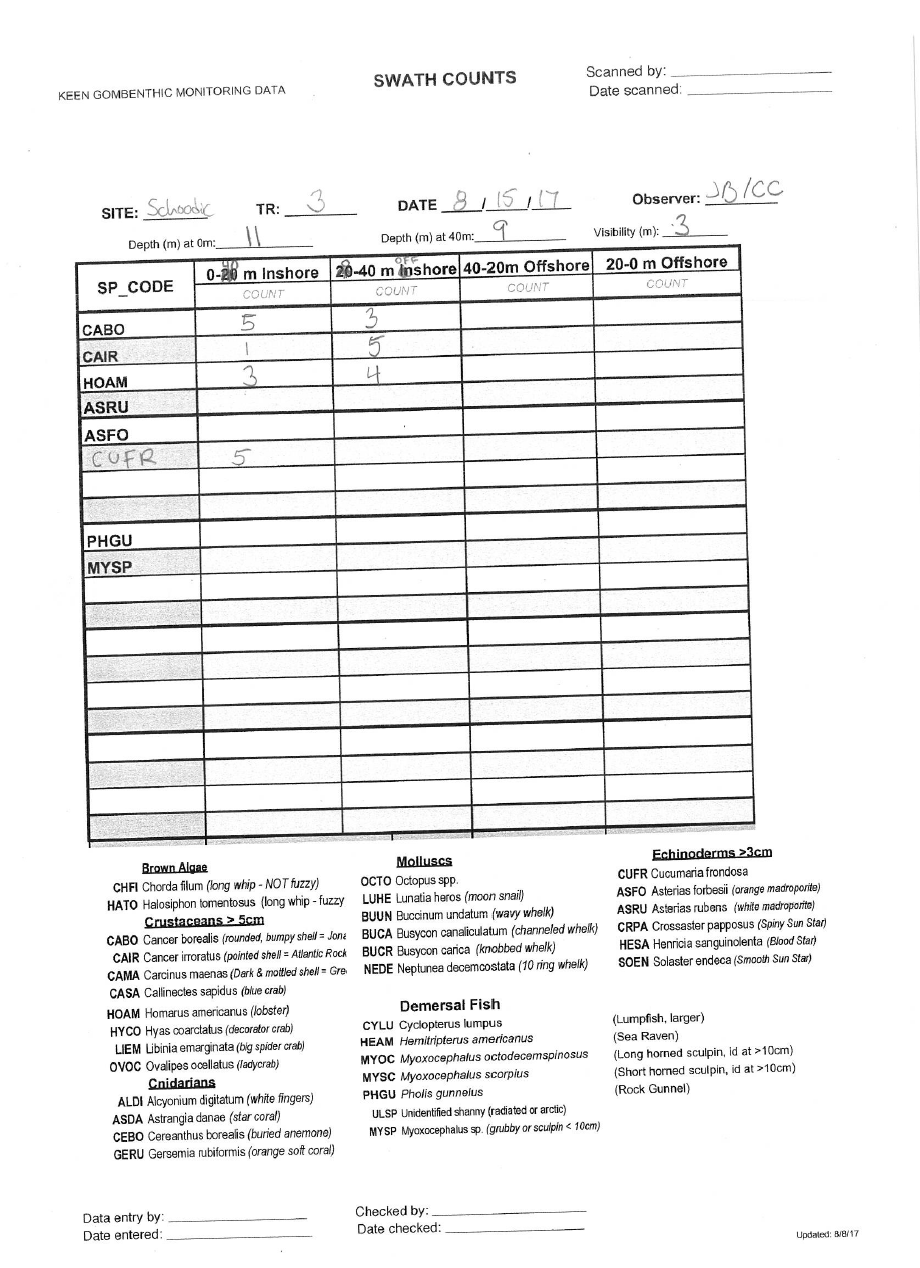 KEEN GOMBENTHIC MONITORING DATA
SWATH COUNTS
Scanned by:
Date scanned:
SITE: Schoodic TR: 3 DATE 8 / 15 / 17 Observer: JB/CC
Depth (m) at 0m: 11 Depth (m) at 40m: 9 Visibility (m): 3
SP_CODE 0-40 m Inshore 0-40 m OFFshore 40-20m Offshore 20-0 m Offshore
COUNT COUNT COUNT COUNT
CABO 5 3
CAIR 1 5
HOAM 3 4
ASRU
ASFO
CUFR 5
PHGU
MYSP
Brown Algae
CHFI Chorda filum (long whip - NOT fuzzy)
HATO Halosiphon tomentosus (long whip - fuzzy
Crustaceans > 5cm
CABO Cancer borealis (rounded, bumpy shell = Jona
CAIR Cancer irroratus (pointed shell = Atlantic Rock
CAMA Carcinus maenas (Dark & mottled shell = Gre
CASA Callinectes sapidus (blue crab)
HOAM Homarus americanus (lobster)
HYCO Hyas coarctatus (decorator crab)
LIEM Libinia emarginata (big spider crab)
OVOC Ovalipes ocellatus (ladycrab)
Cnidarians
ALDI Alcyonium digitatum (white fingers)
ASDA Astrangia danae (star coral)
CEBO Cereanthus borealis (buried anemone)
GERU Gersemia rubiformis (orange soft coral)
Molluscs
OCTO Octopus spp.
LUHE Lunatia heros (moon snail)
BUUN Buccinum undatum (wavy whelk)
BUCA Busycon canaliculatum (channeled whelk)
BUCR Busycon carica (knobbed whelk)
NEDE Neptunea decemcostata (10 ring whelk)
Demersal Fish
CYLU Cyclopterus lumpus (Lumpfish, larger)
HEAM Hemitripterus americanus (Sea Raven)
MYOC Myoxocephalus octodecemspinosus (Long horned sculpin, id at >10cm)
MYSC Myoxocephalus scorpius (Short horned sculpin, id at >10cm)
PHGU Pholis gunnelus (Rock Gunnel)
ULSP Unidentified shanny (radiated or arctic)
MYSP Myoxocephalus sp. (grubby or sculpin < 10cm)
Echinoderms >3cm
CUFR Cucumaria frondosa
ASFO Asterias forbesii (orange madroporite)
ASRU Asterias rubens (white madroporite)
CRPA Crossaster papposus (Spiny Sun Star)
HESA Henricia sanguinolenta (Blood Star)
SOEN Solaster endeca (Smooth Sun Star)
Data entry by:
Date entered:
Checked by:
Date checked:
Updated: 8/8/17